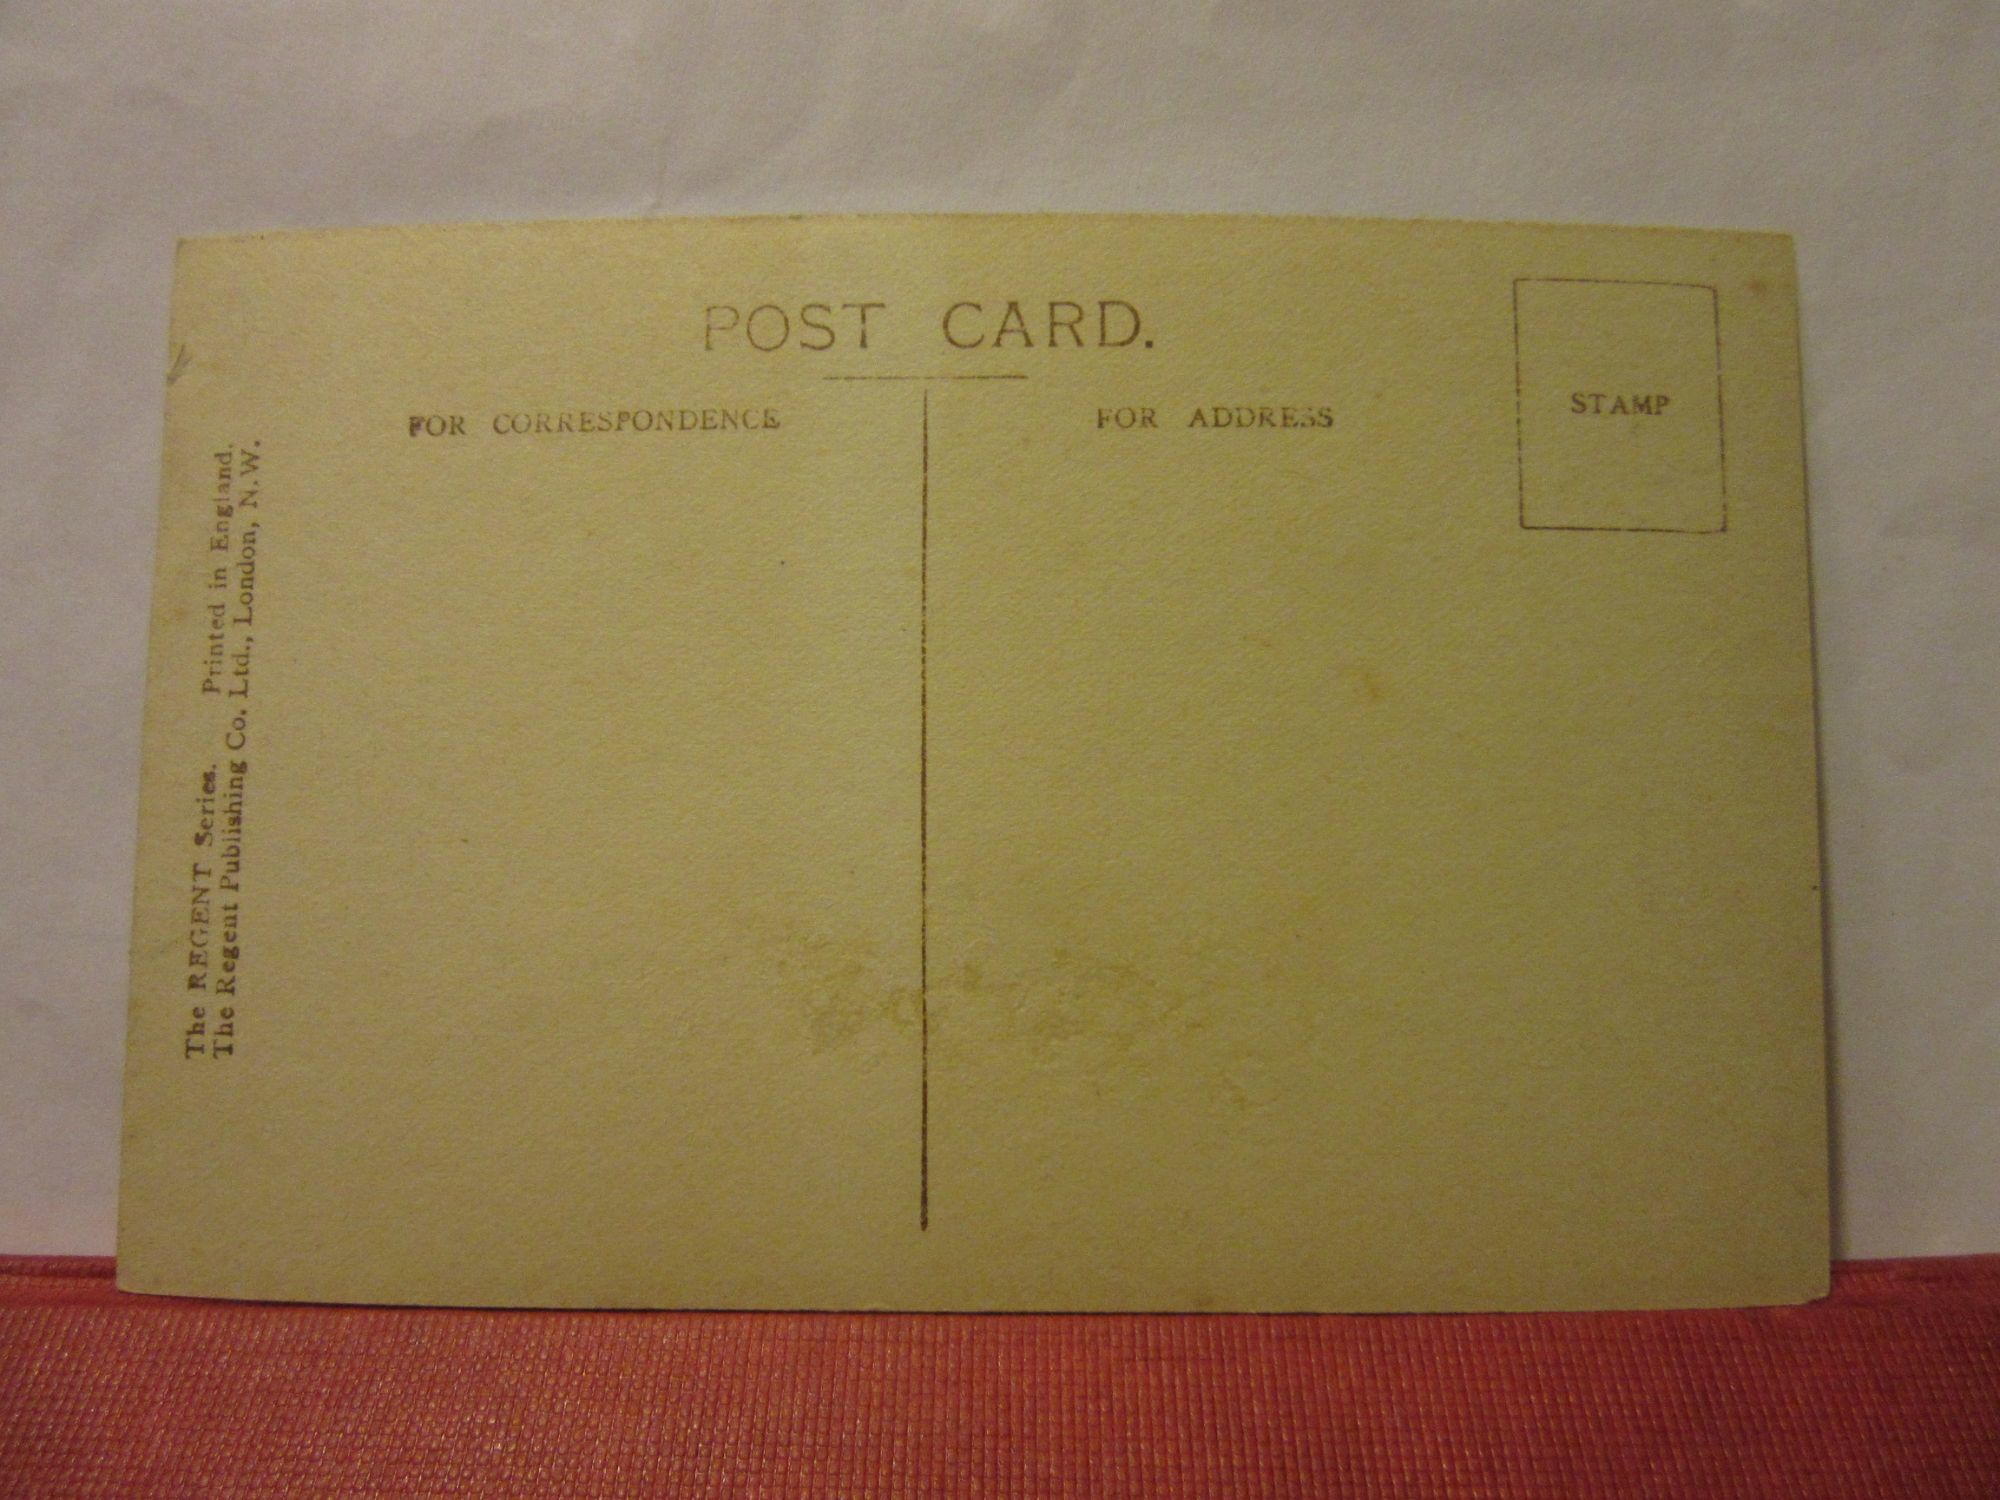 POST CARD.
FOR CORRESPONDENCE
FOR ADDRESS
STAMP
The REGENT Series. Printed in England.
The Regent Publishing Co. Ltd., London, N.W.